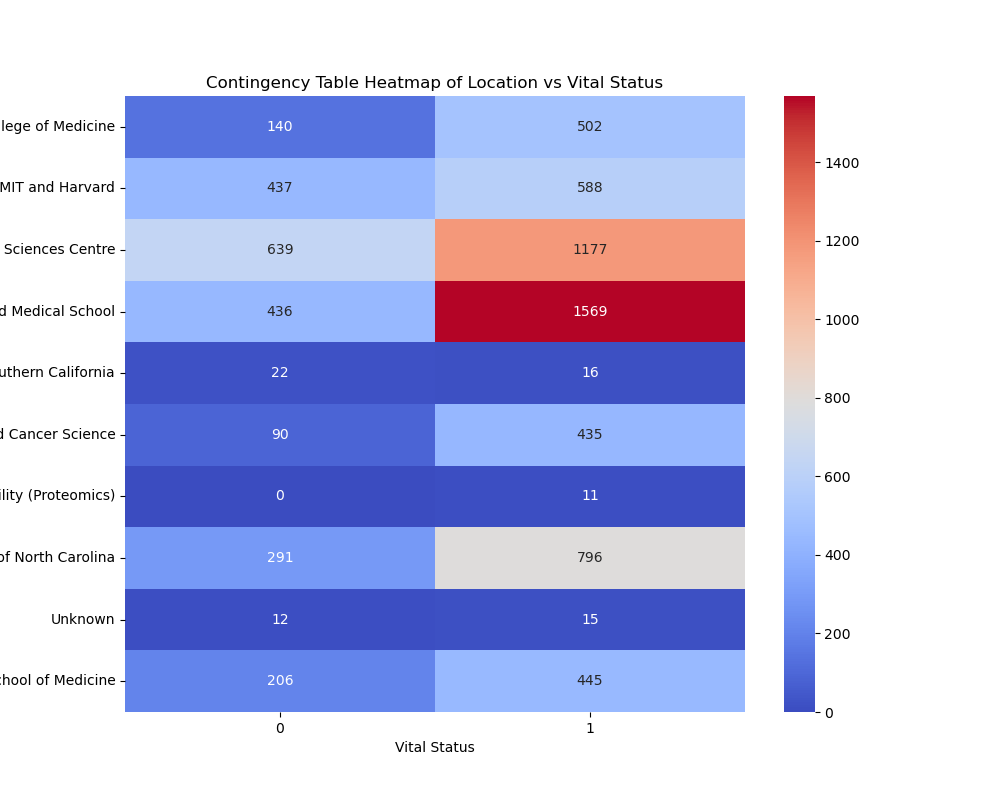 Contingency Table Heatmap of Location vs Vital Status
lege of Medicine 140 502
MIT and Harvard 437 588
Sciences Centre 639 1177
d Medical School 436 1569
uthern California 22 16
d Cancer Science 90 435
ility (Proteomics) 0 11
of North Carolina 291 796
Unknown 12 15
chool of Medicine 206 445
0 1
Vital Status
1400
1200
1000
800
600
400
200
0